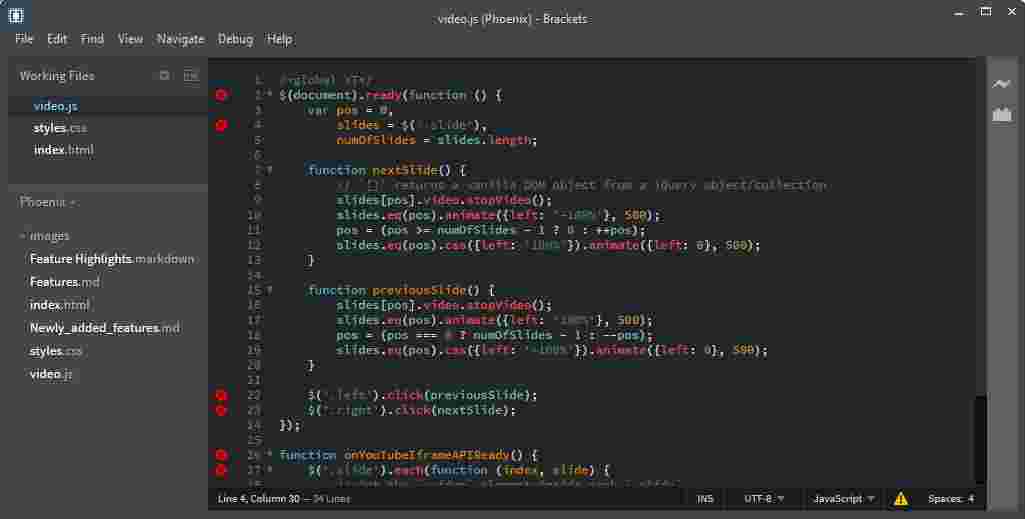 video.js (Phoenix) - Brackets
File Edit Find View Navigate Debug Help
Working Files
video.js
styles.css
index.html
Phoenix
images
Feature Highlights.markdown
Features.md
index.html
Newly_added_features.md
styles.css
video.js
1 /*global YT*/
2 $(document).ready(function () {
3 var pos = 0,
4 slides = $('.slide'),
5 numOfSlides = slides.length;
6
7 function nextSlide() {
8 // `[]` returns a vanilla DOM object from a jQuery object/collection
9 slides[pos].video.stopVideo();
10 slides.eq(pos).animate({left: '-100%'}, 500);
11 pos = (pos >= numOfSlides - 1 ? 0 : ++pos);
12 slides.eq(pos).css({left: '100%'}).animate({left: 0}, 500);
13 }
14
15 function previousSlide() {
16 slides[pos].video.stopVideo();
17 slides.eq(pos).animate({left: '100%'}, 500);
18 pos = (pos === 0 ? numOfSlides - 1 : --pos);
19 slides.eq(pos).css({left: '-100%'}).animate({left: 0}, 500);
20 }
21
22 $('.left').click(previousSlide);
23 $('.right').click(nextSlide);
24 });
25
26 function onYouTubeIframeAPIReady() {
27 $('.slide').each(function (index, slide) {
Line 4, Column 30 — 34 Lines INS UTF-8 JavaScript Spaces: 4